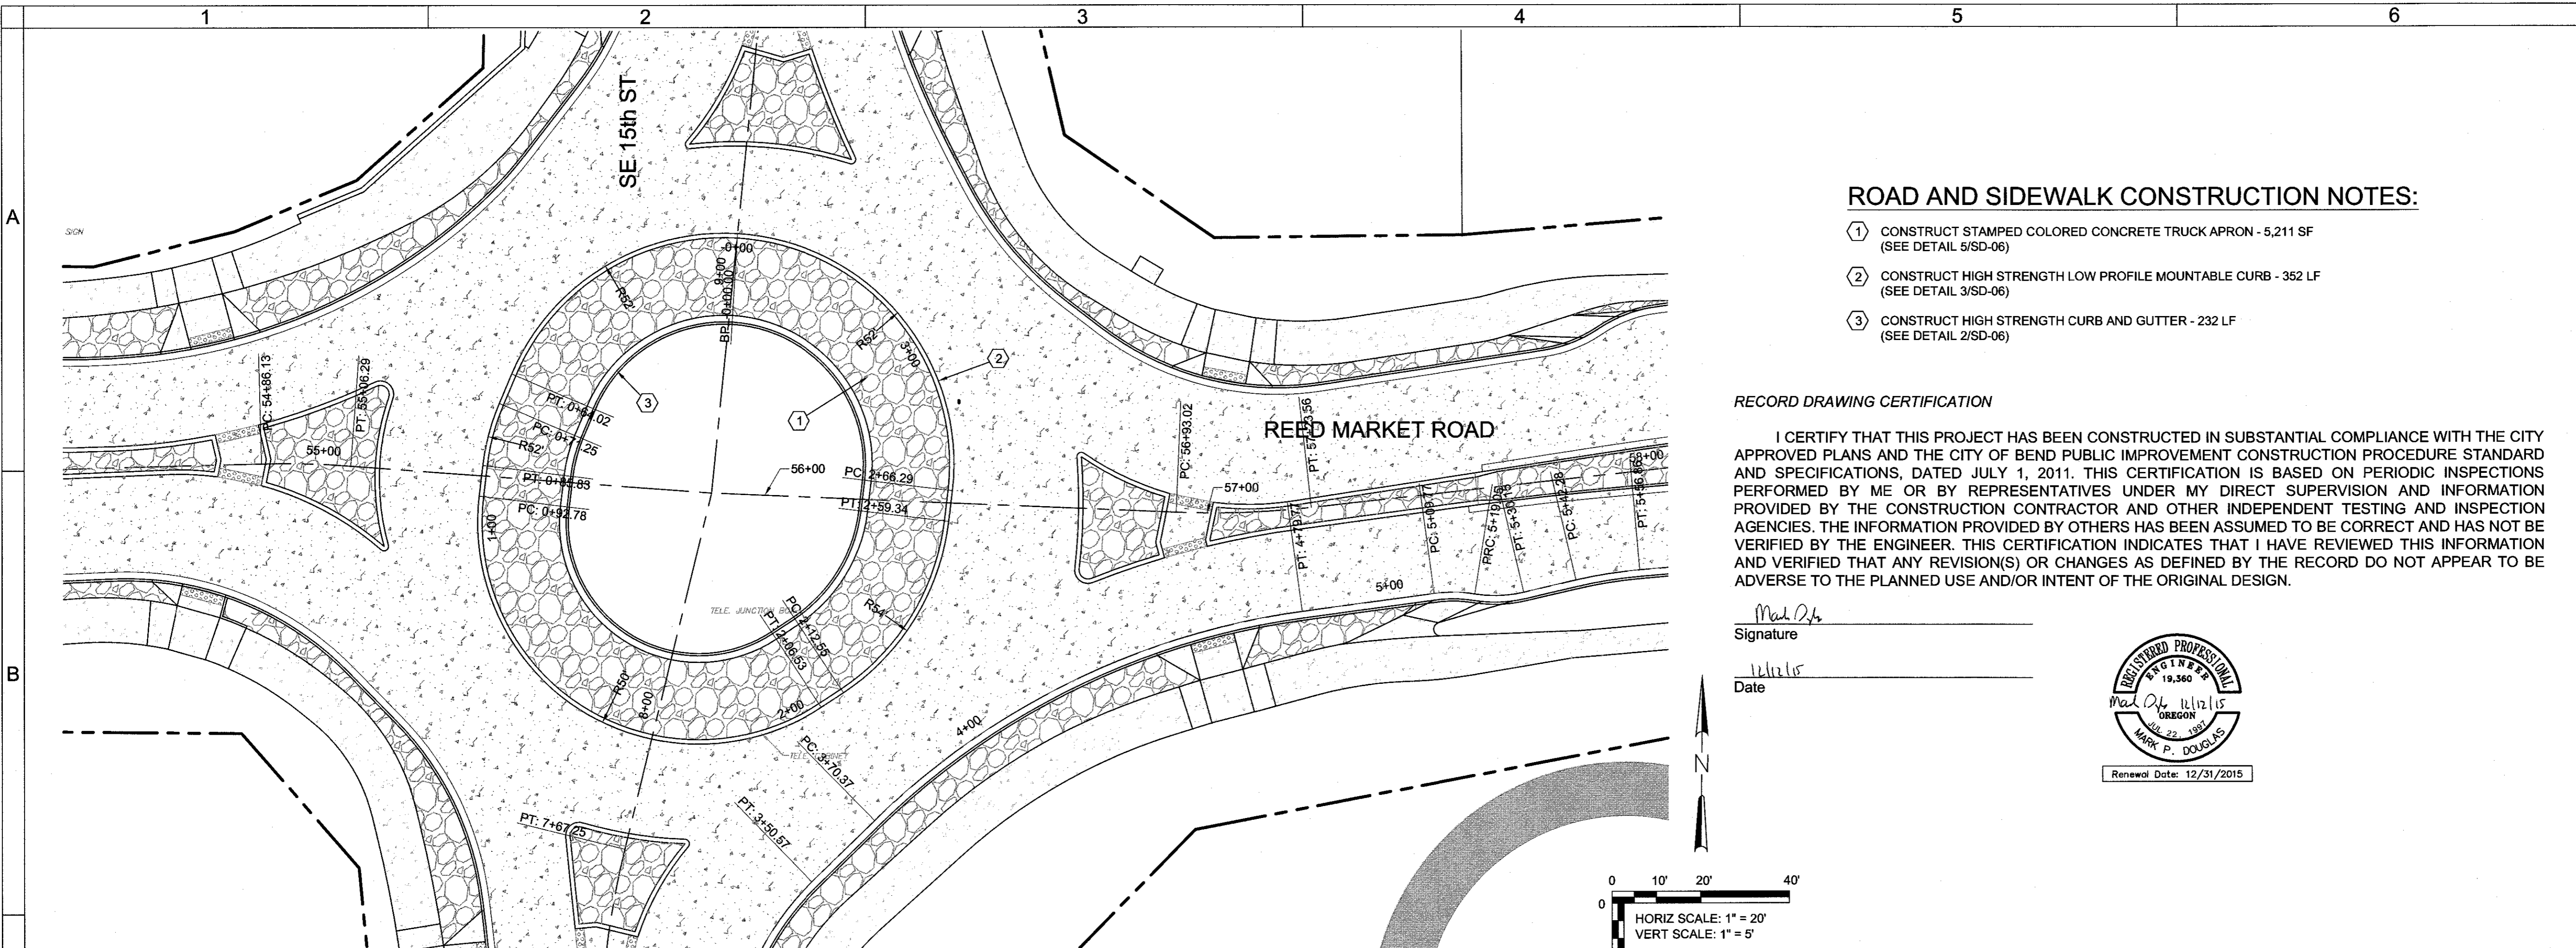 1
2
3
4
5
6
A
B
SE 15th ST
SIGN
-0+00
9+00
BP: -0+00.00
R52'
R52'
3+00
2
3
1
PC: 54+86.13
PT: 55+06.29
55+00
PT: 0+64.02
PC: 0+71.25
R52'
PT: 0+85.83
PC: 0+92.78
1+00
56+00
PC: 2+66.29
PT: 2+59.34
REED MARKET ROAD
PC: 56+93.02
PT: 57+23.56
57+00
PT: 4+79.77
PC: 5+09.77
PRC: 5+19.06
PT: 5+30.18
PC: 5+42.28
5+00
TELE. JUNCTION BOX
PC: 2+12.55
PT: 2+06.53
R54'
R50'
8+00
2+00
4+00
PC: 3+70.37
PT: 3+50.57
PT: 7+67.25
ROAD AND SIDEWALK CONSTRUCTION NOTES:
1 CONSTRUCT STAMPED COLORED CONCRETE TRUCK APRON - 5,211 SF
(SEE DETAIL 5/SD-06)
2 CONSTRUCT HIGH STRENGTH LOW PROFILE MOUNTABLE CURB - 352 LF
(SEE DETAIL 3/SD-06)
3 CONSTRUCT HIGH STRENGTH CURB AND GUTTER - 232 LF
(SEE DETAIL 2/SD-06)
RECORD DRAWING CERTIFICATION
I CERTIFY THAT THIS PROJECT HAS BEEN CONSTRUCTED IN SUBSTANTIAL COMPLIANCE WITH THE CITY
APPROVED PLANS AND THE CITY OF BEND PUBLIC IMPROVEMENT CONSTRUCTION PROCEDURE STANDARD
AND SPECIFICATIONS, DATED JULY 1, 2011. THIS CERTIFICATION IS BASED ON PERIODIC INSPECTIONS
PERFORMED BY ME OR BY REPRESENTATIVES UNDER MY DIRECT SUPERVISION AND INFORMATION
PROVIDED BY THE CONSTRUCTION CONTRACTOR AND OTHER INDEPENDENT TESTING AND INSPECTION
AGENCIES. THE INFORMATION PROVIDED BY OTHERS HAS BEEN ASSUMED TO BE CORRECT AND HAS NOT BE
VERIFIED BY THE ENGINEER. THIS CERTIFICATION INDICATES THAT I HAVE REVIEWED THIS INFORMATION
AND VERIFIED THAT ANY REVISION(S) OR CHANGES AS DEFINED BY THE RECORD DO NOT APPEAR TO BE
ADVERSE TO THE PLANNED USE AND/OR INTENT OF THE ORIGINAL DESIGN.
Signature
12/12/15
Date
REGISTERED PROFESSIONAL
ENGINEER
19,360
12/12/15
OREGON
JUL 22, 1997
MARK P. DOUGLAS
Renewal Date: 12/31/2015
N
0 10' 20' 40'
0
HORIZ SCALE: 1" = 20'
VERT SCALE: 1" = 5'